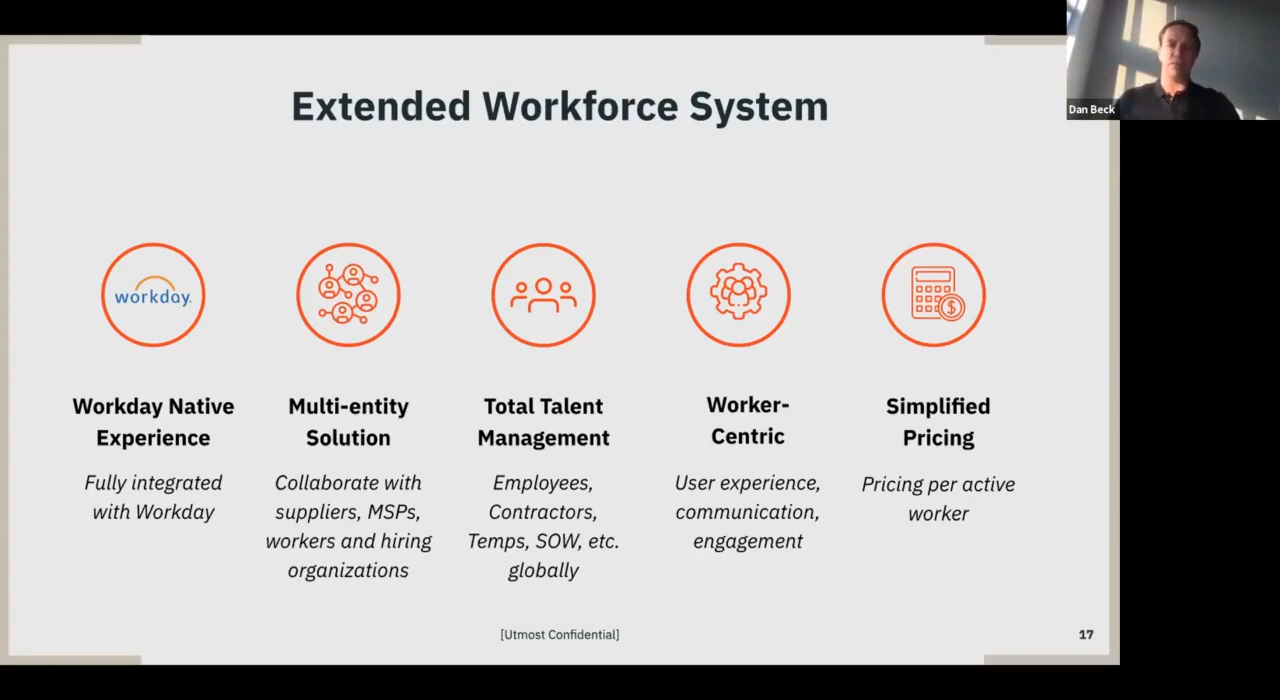 Extended Workforce System
Dan Beck
workday.
Workday Native
Experience
Fully integrated
with Workday
Multi-entity
Solution
Collaborate with
suppliers, MSPs,
workers and hiring
organizations
Total Talent
Management
Employees,
Contractors,
Temps, SOW, etc.
globally
Worker-
Centric
User experience,
communication,
engagement
$
Simplified
Pricing
Pricing per active
worker
[Utmost Confidential]
17